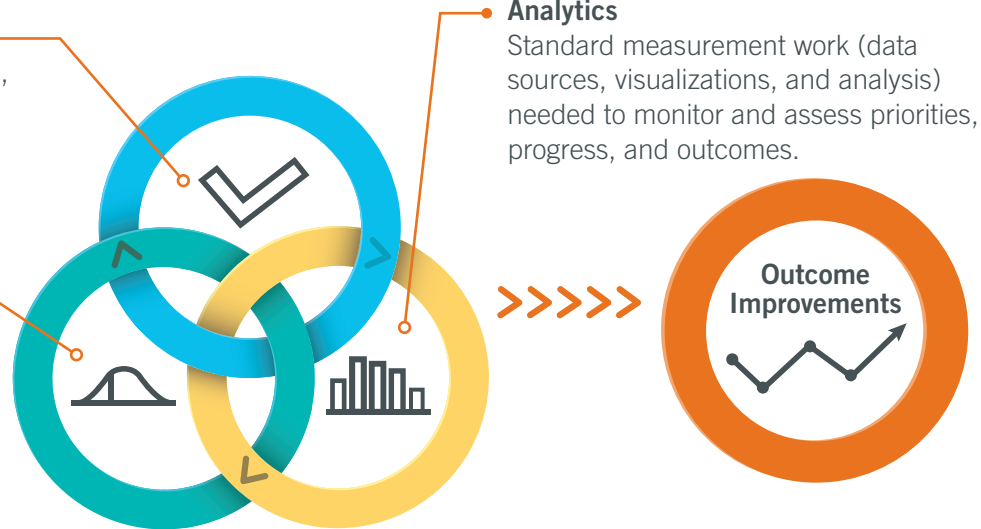 Analytics
Standard measurement work (data
sources, visualizations, and analysis)
needed to monitor and assess priorities,
progress, and outcomes.
,
Outcome
Improvements